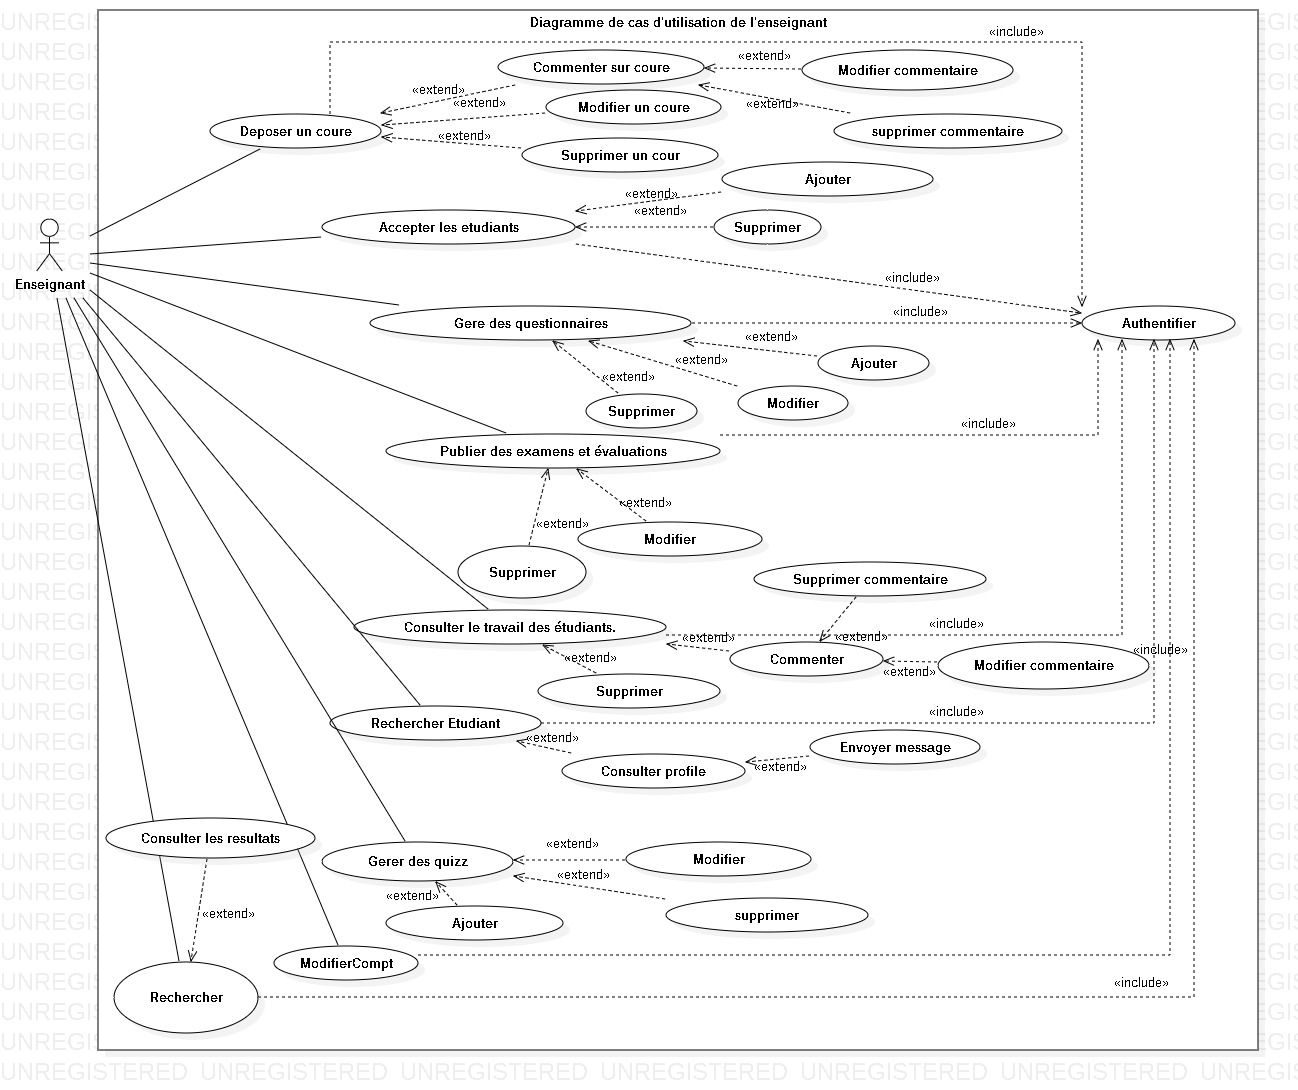 Diagramme de cas d'utilisation de l'enseignant
«include»
Commenter sur coure
«extend»
Modifier commentaire
«extend»
«extend»
Modifier un coure
«extend»
supprimer commentaire
Deposer un coure
«extend»
Supprimer un cour
Ajouter
«extend»
«extend»
Accepter les etudiants
Supprimer
Enseignant
«include»
«include»
Gere des questionnaires
Authentifier
«extend»
«extend»
Ajouter
«extend»
Supprimer
Modifier
«include»
Publier des examens et évaluations
«extend»
«extend»
Modifier
Supprimer
Supprimer commentaire
Consulter le travail des étudiants.
«include»
«extend»
«extend»
«include»
«extend»
Commenter
«extend»
Modifier commentaire
Supprimer
Rechercher Etudiant
«include»
«extend»
Envoyer message
Consulter profile
«extend»
Consulter les resultats
«extend»
Gerer des quizz
Modifier
«extend»
«extend»
Ajouter
supprimer
«extend»
ModifierCompt
Rechercher
«include»
UNREGISTERED UNREGISTERED UNREGISTERED UNREGISTERED UNREGISTERED UNREGISTERED